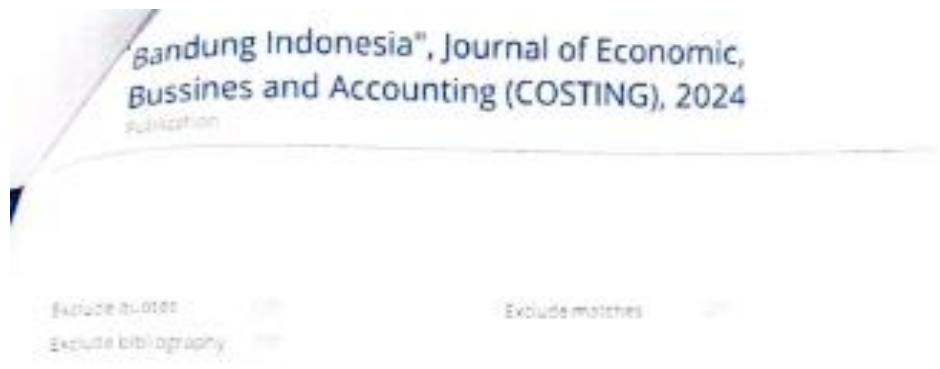 Bandung Indonesia", Journal of Economic,
Bussines and Accounting (COSTING), 2024
Publication
Exclude quotes
Exclude matches
Exclude bibliography